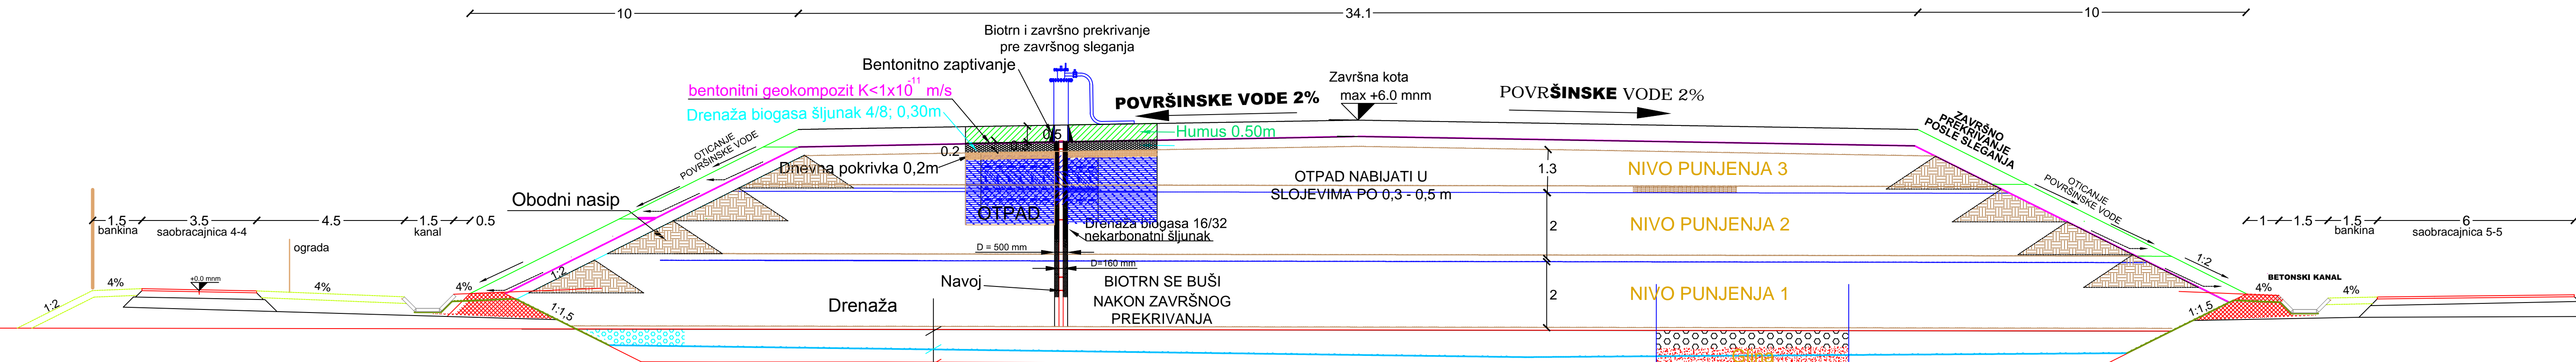 10
34.1
10
Biotrn i završno prekrivanje
pre završnog sleganja
Bentonitno zaptivanje
bentonitni geokompozit K<1x10-11 m/s
Drenaža biogasa šljunak 4/8; 0,30m
POVRŠINSKE VODE 2%
Završna kota
max +6.0 mnm
POVRŠINSKE VODE 2%
Humus 0.50m
0.5
0.3
0.2
Dnevna pokrivka 0,2m
OTICANJE
POVRŠINSKE VODE
ZAVRŠNO
PREKRIVANJE
POSLE SLEGANJA
OTICANJE
POVRŠINSKE VODE
OTPAD NABIJATI U
SLOJEVIMA PO 0,3 - 0,5 m
1.3
NIVO PUNJENJA 3
Obodni nasip
OTPAD
Drenaža biogasa 16/32
nekarbonatni šljunak
2
NIVO PUNJENJA 2
1.5
bankina
3.5
saobracajnica 4-4
4.5
1.5
kanal
0.5
ograda
1
1.5
1.5
bankina
6
saobracajnica 5-5
D = 500 mm
D=160 mm
Navoj
BIOTRN SE BUŠI
NAKON ZAVRŠNOG
PREKRIVANJA
2
NIVO PUNJENJA 1
Drenaža
1:2
4%
+0.0 mnm
4%
4%
1:2
1:1,5
1:2
BETONSKI KANAL
4%
4%
1:1,5